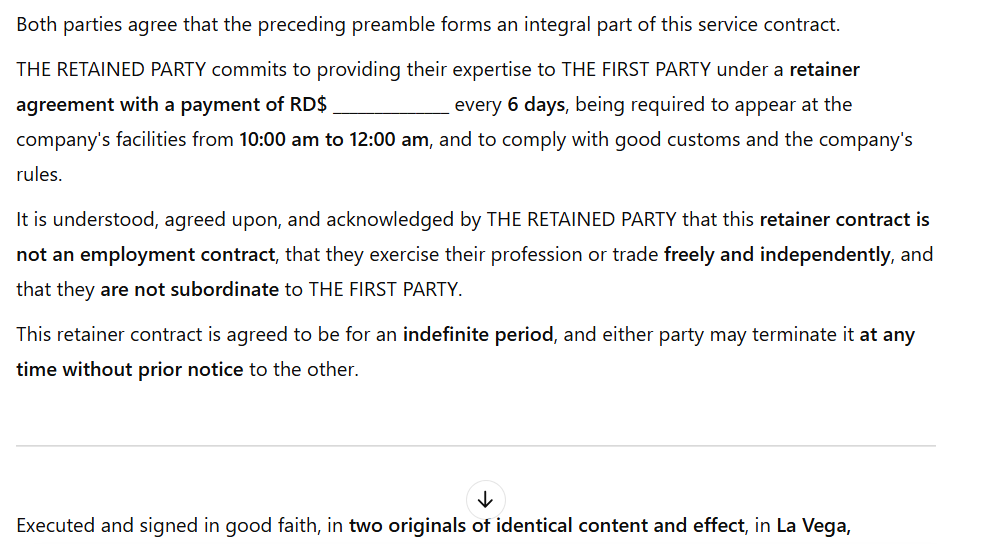 Both parties agree that the preceding preamble forms an integral part of this service contract.
THE RETAINED PARTY commits to providing their expertise to THE FIRST PARTY under a retainer
agreement with a payment of RD$ ____________ every 6 days, being required to appear at the
company's facilities from 10:00 am to 12:00 am, and to comply with good customs and the company's
rules.
It is understood, agreed upon, and acknowledged by THE RETAINED PARTY that this retainer contract is
not an employment contract, that they exercise their profession or trade freely and independently, and
that they are not subordinate to THE FIRST PARTY.
This retainer contract is agreed to be for an indefinite period, and either party may terminate it at any
time without prior notice to the other.
Executed and signed in good faith, in two originals of identical content and effect, in La Vega,